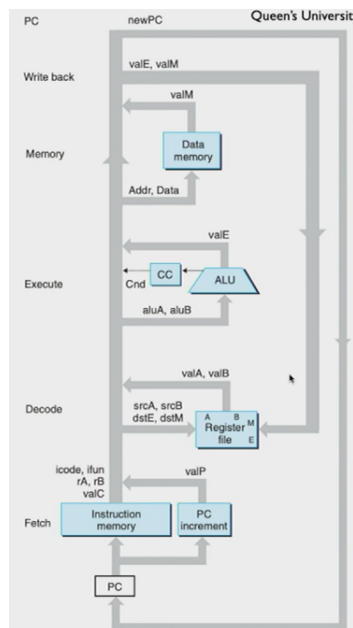 PC
newPC
Queen's Universit
Write back
valE, valM
valM
Memory
Data
memory
Addr, Data
valE
Execute
Cnd
CC
ALU
aluA, aluB
valA, valB
Decode
srcA, srcB
dstE, dstM
A B
M
Register
file
E
icode, ifun
rA, rB
valC
valP
Fetch
Instruction
memory
PC
increment
PC